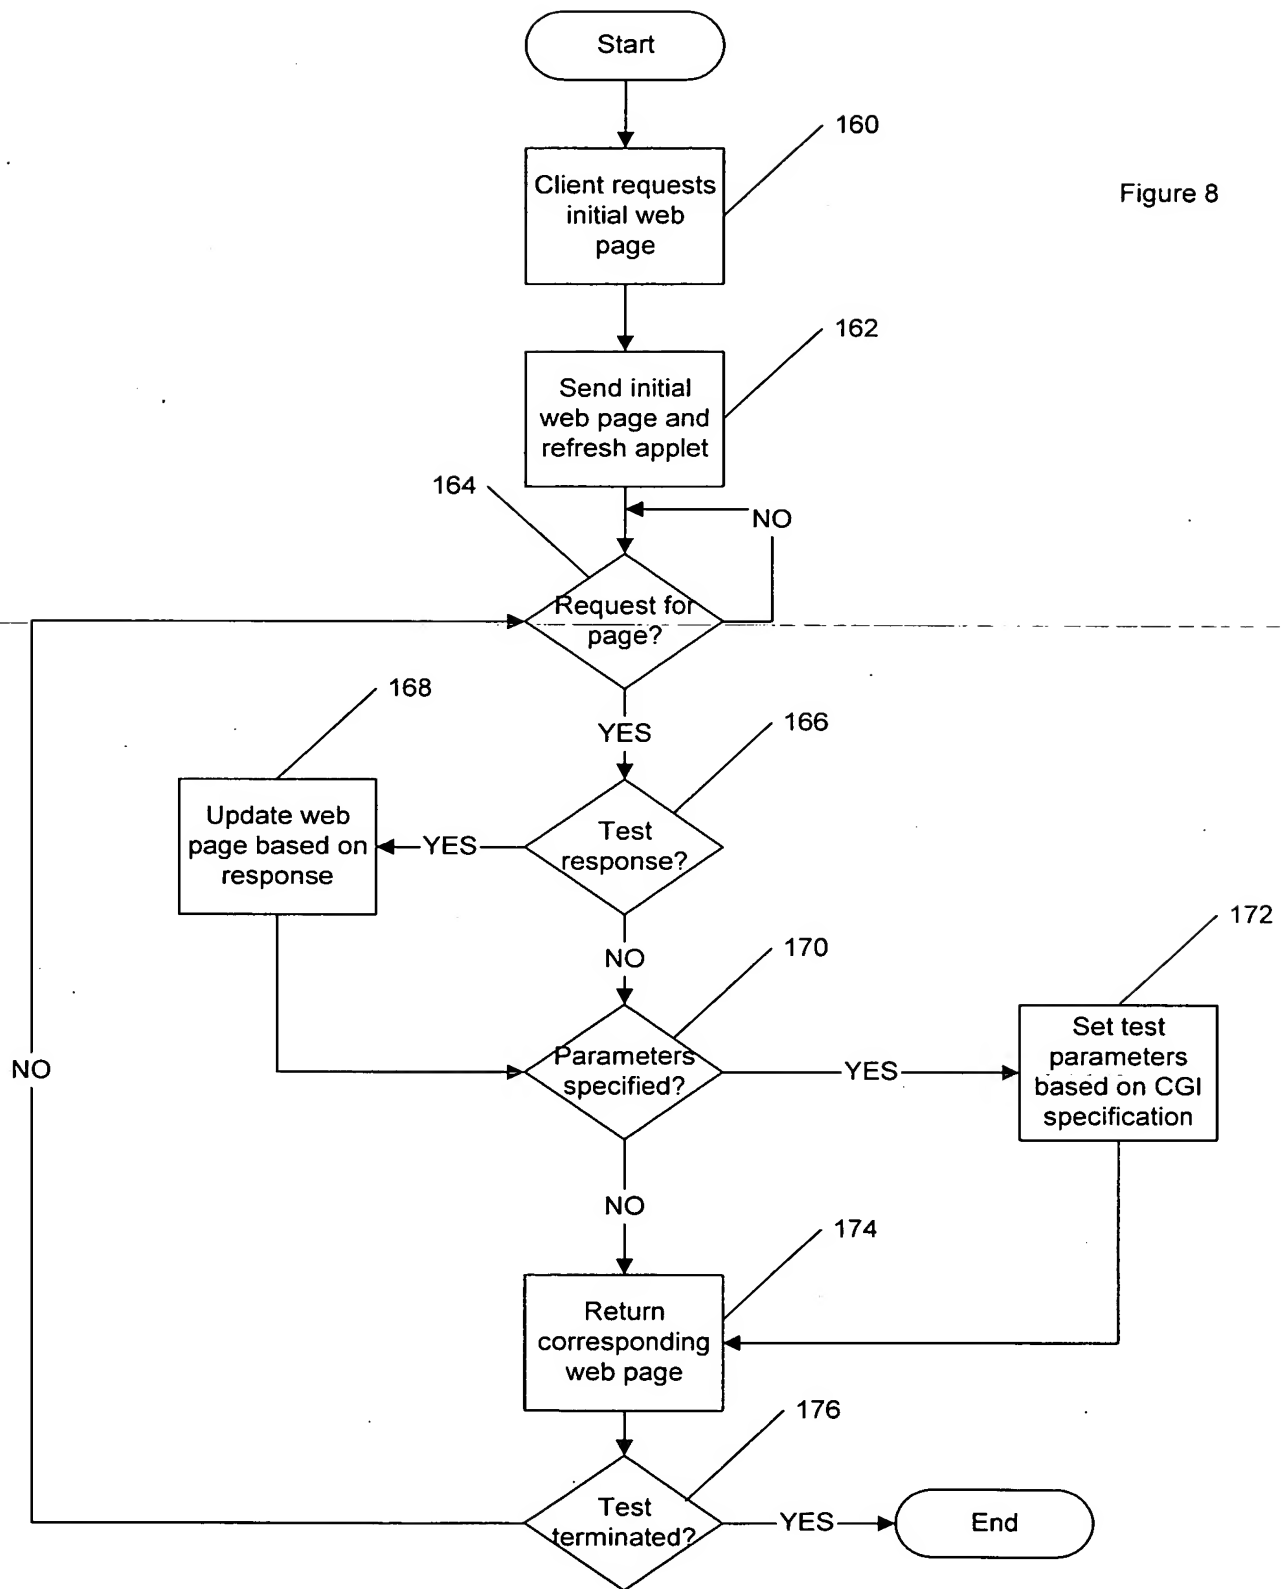 Start
160
Client requests
initial web
page
Figure 8
162
Send initial
web page and
refresh applet
164
NO
Request for
page?
168
YES
166
Update web
page based on
response
YES
Test
response?
172
NO
170
Set test
parameters
based on CGI
specification
NO
Parameters
specified?
YES
NO
174
Return
corresponding
web page
176
Test
terminated?
YES
End